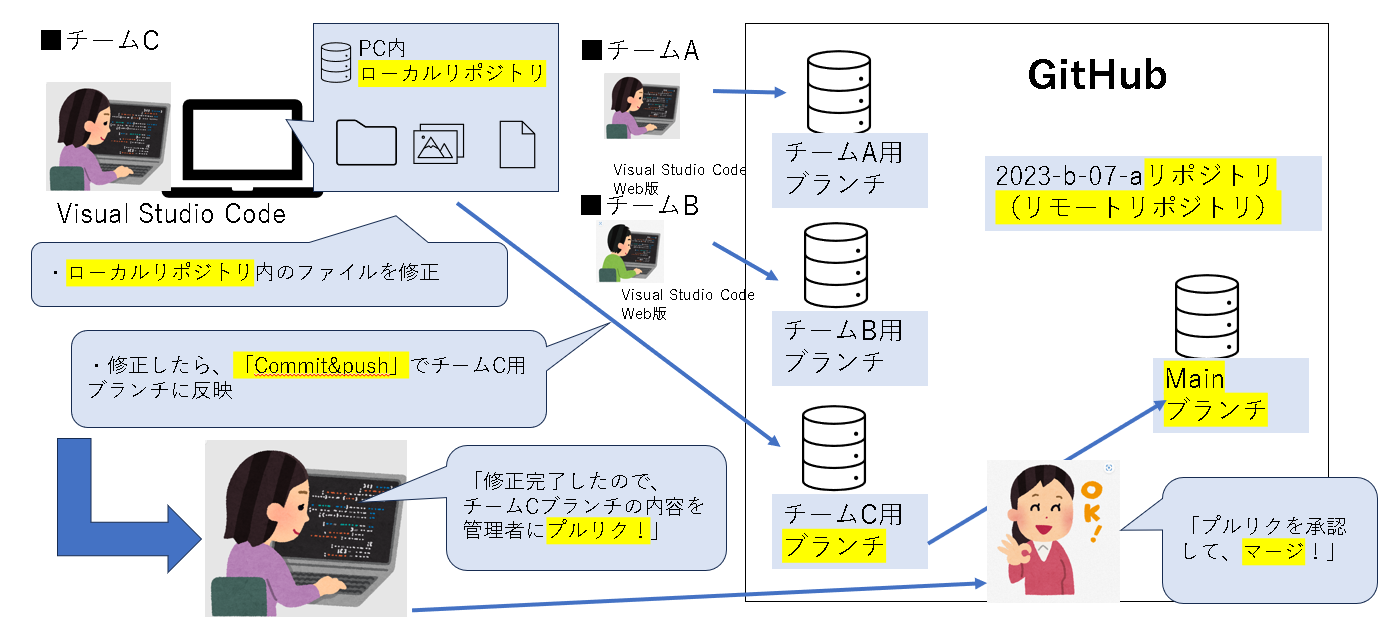 ■チームC
PC内
ローカルリポジトリ
Visual Studio Code
・ローカルリポジトリ内のファイルを修正
・修正したら、「Commit&push」でチームC用
ブランチに反映
「修正完了したので、
チームCブランチの内容を
管理者にプルリク！」
■チームA
Visual Studio Code
Web版
■チームB
Visual Studio Code
Web版
GitHub
チームA用
ブランチ
2023-b-07-aリポジトリ
（リモートリポジトリ）
チームB用
ブランチ
Main
ブランチ
チームC用
ブランチ
OK!
「プルリクを承認
して、マージ！」